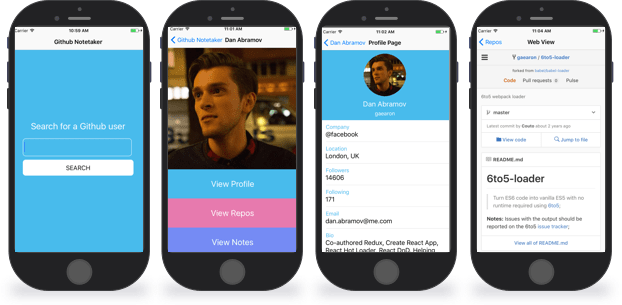 Carrier
10:59 AM
Github Notetaker
Search for a Github user
SEARCH
Carrier
11:01 AM
Github Notetaker Dan Abramov
View Profile
View Repos
View Notes
Carrier
11:02 AM
Dan Abramov Profile Page
Dan Abramov
gaearon
Company
@facebook
Location
London, UK
Followers
14606
Following
171
Email
dan.abramov@me.com
Bio
Co-authored Redux, Create React App,
React Hot Loader, React DnD. Helping
Carrier
11:04 AM
Repos Web View
gaearon / 6to5-loader
forked from babel/babel-loader
Code Pull requests 0 Pulse
6to5 webpack loader
master
Latest commit by Couto about 2 years ago
View code Jump to file
README.md
6to5-loader
Turn ES6 code into vanilla ES5 with no
runtime required using 6to5.
Notes: Issues with the output should be
reported on the 6to5 issue tracker;
View all of README.md